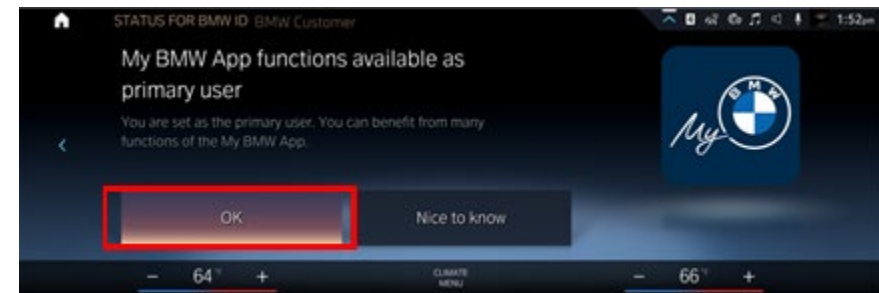 STATUS FOR BMW ID BMW Customer
1:52pm
My BMW App functions available as
primary user
You are set as the primary user. You can benefit from many
functions of the My BMW App.
My
BMW
OK
Nice to know
- 64° +
CLIMATE
MENU
- 66° +